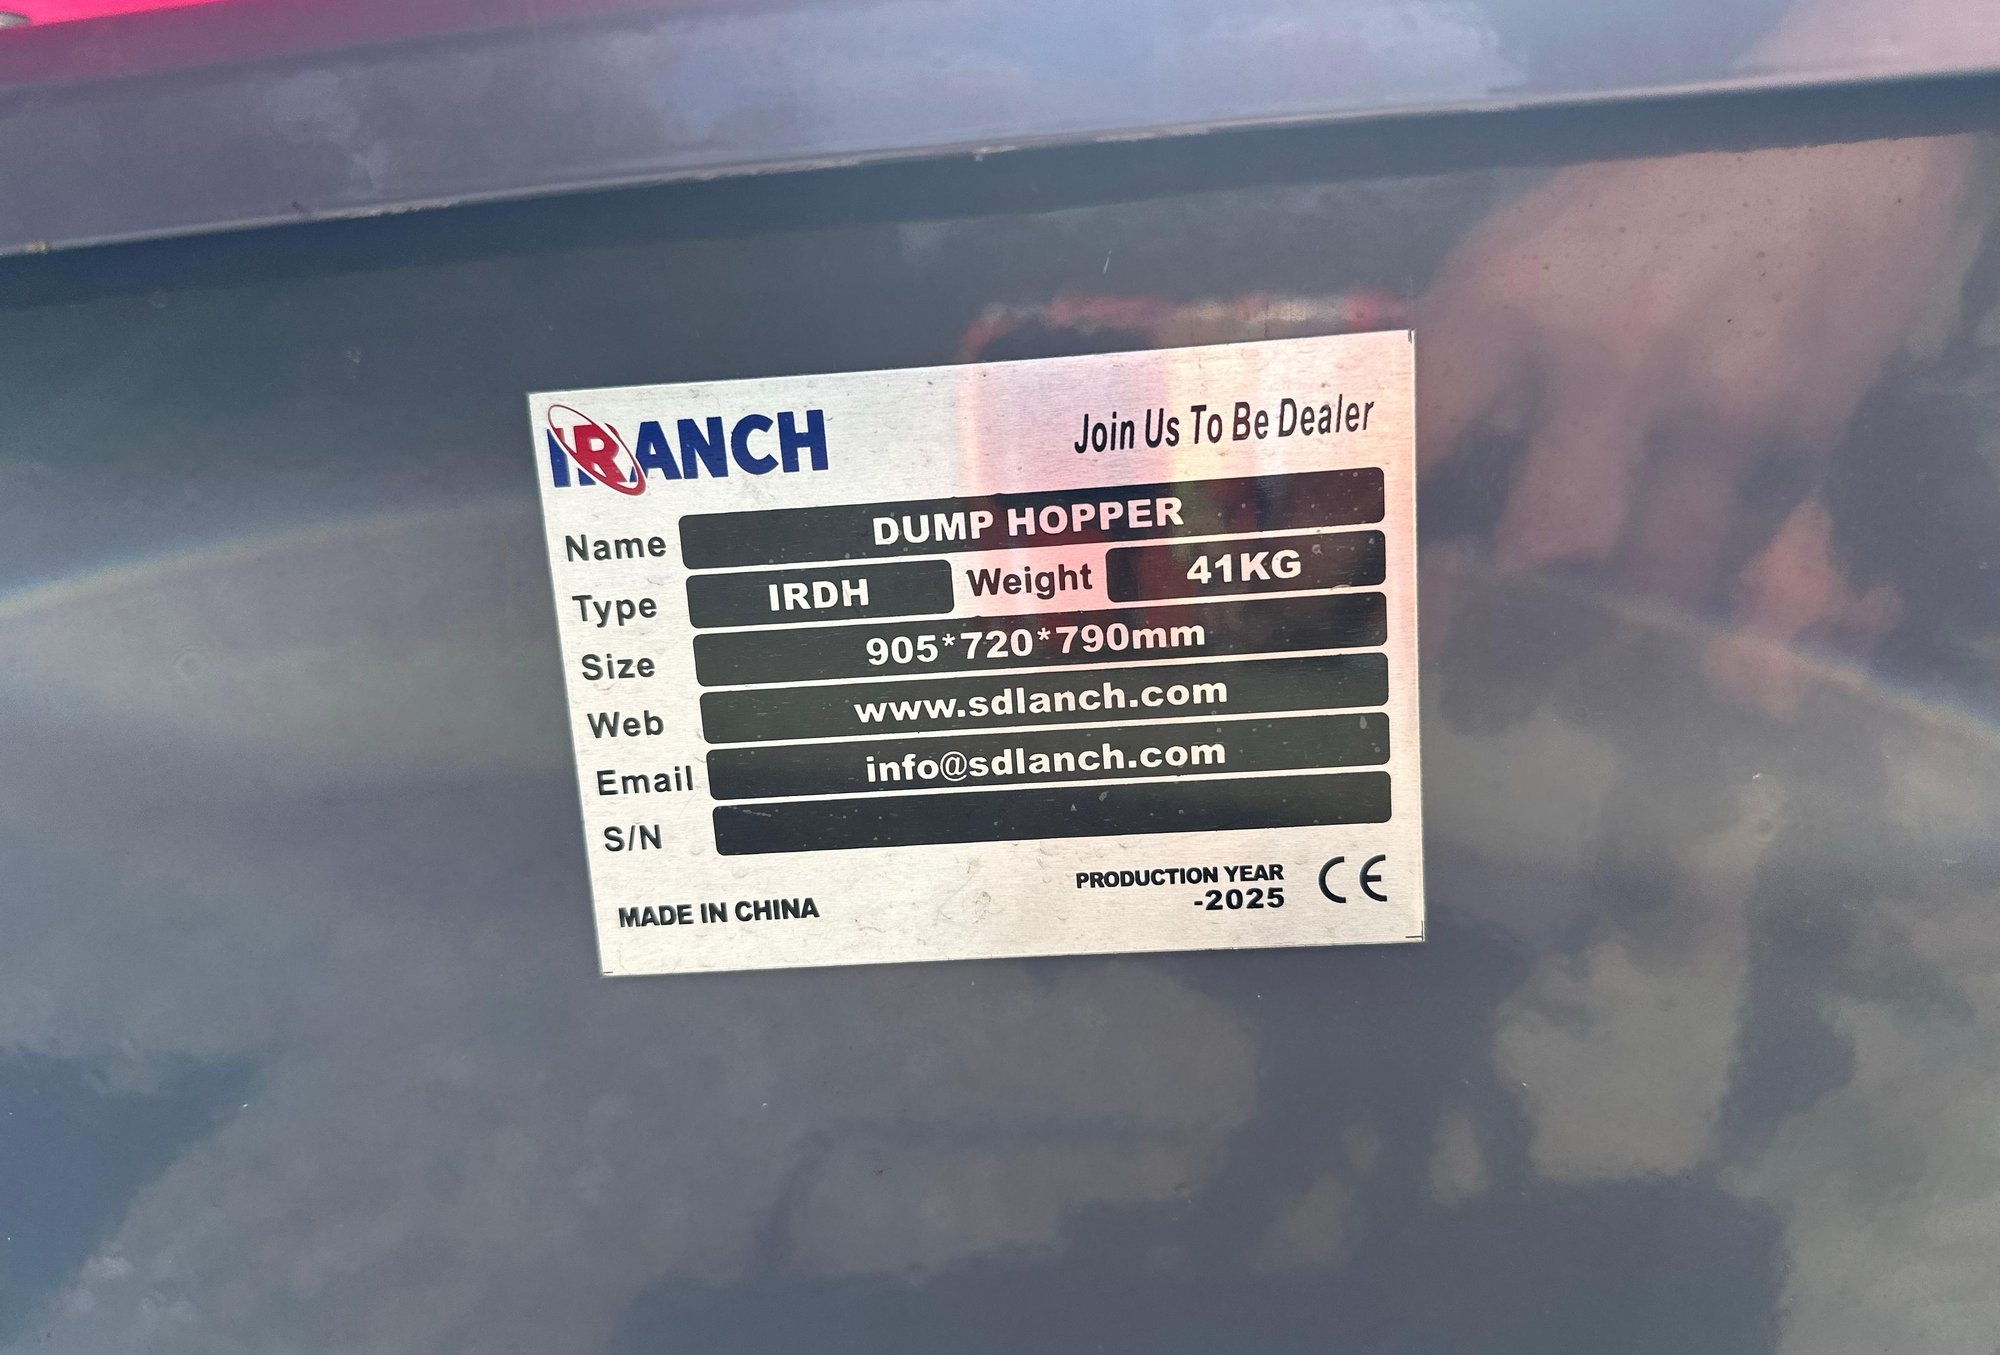 IRANCH
Join Us To Be Dealer
Name DUMP HOPPER
Type IRDH Weight 41KG
Size 905*720*790mm
Web www.sdlanch.com
Email info@sdlanch.com
S/N
MADE IN CHINA
PRODUCTION YEAR
-2025
CE